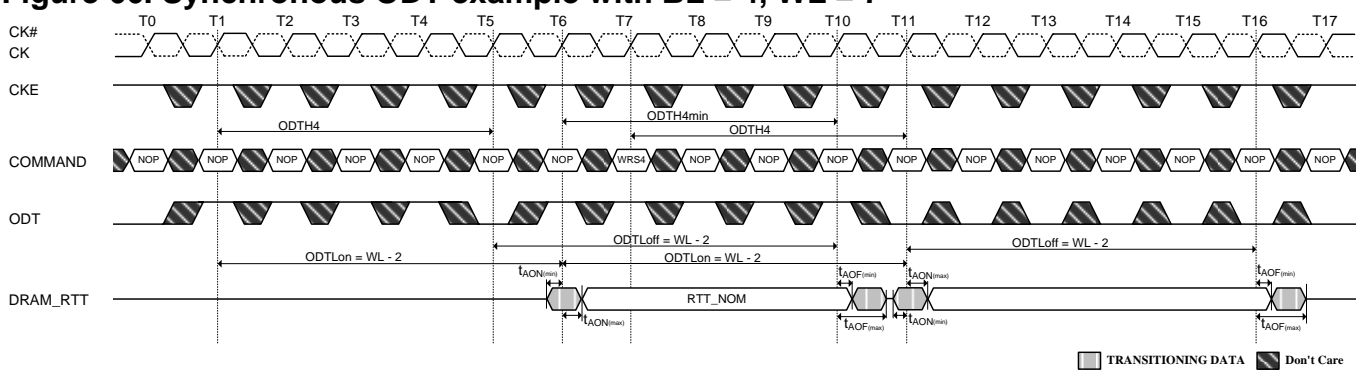 Synchronous ODT example with BL = 4, WL = 7
T0 T1 T2 T3 T4 T5 T6 T7 T8 T9 T10 T11 T12 T13 T14 T15 T16 T17
CK#
CK
CKE
ODTH4min
ODTH4
ODTH4
COMMAND
NOP NOP NOP NOP NOP NOP NOP WRS4 NOP NOP NOP NOP NOP NOP NOP NOP NOP NOP
ODT
ODTLoff = WL - 2
ODTLoff = WL - 2
ODTLon = WL - 2
ODTLon = WL - 2
tAON(min)
tAOF(min)
tAON(max)
tAOF(min)
DRAM_RTT
RTT_NOM
tAON(max)
tAOF(max)
tAON(min)
tAOF(max)
TRANSITIONING DATA
Don't Care